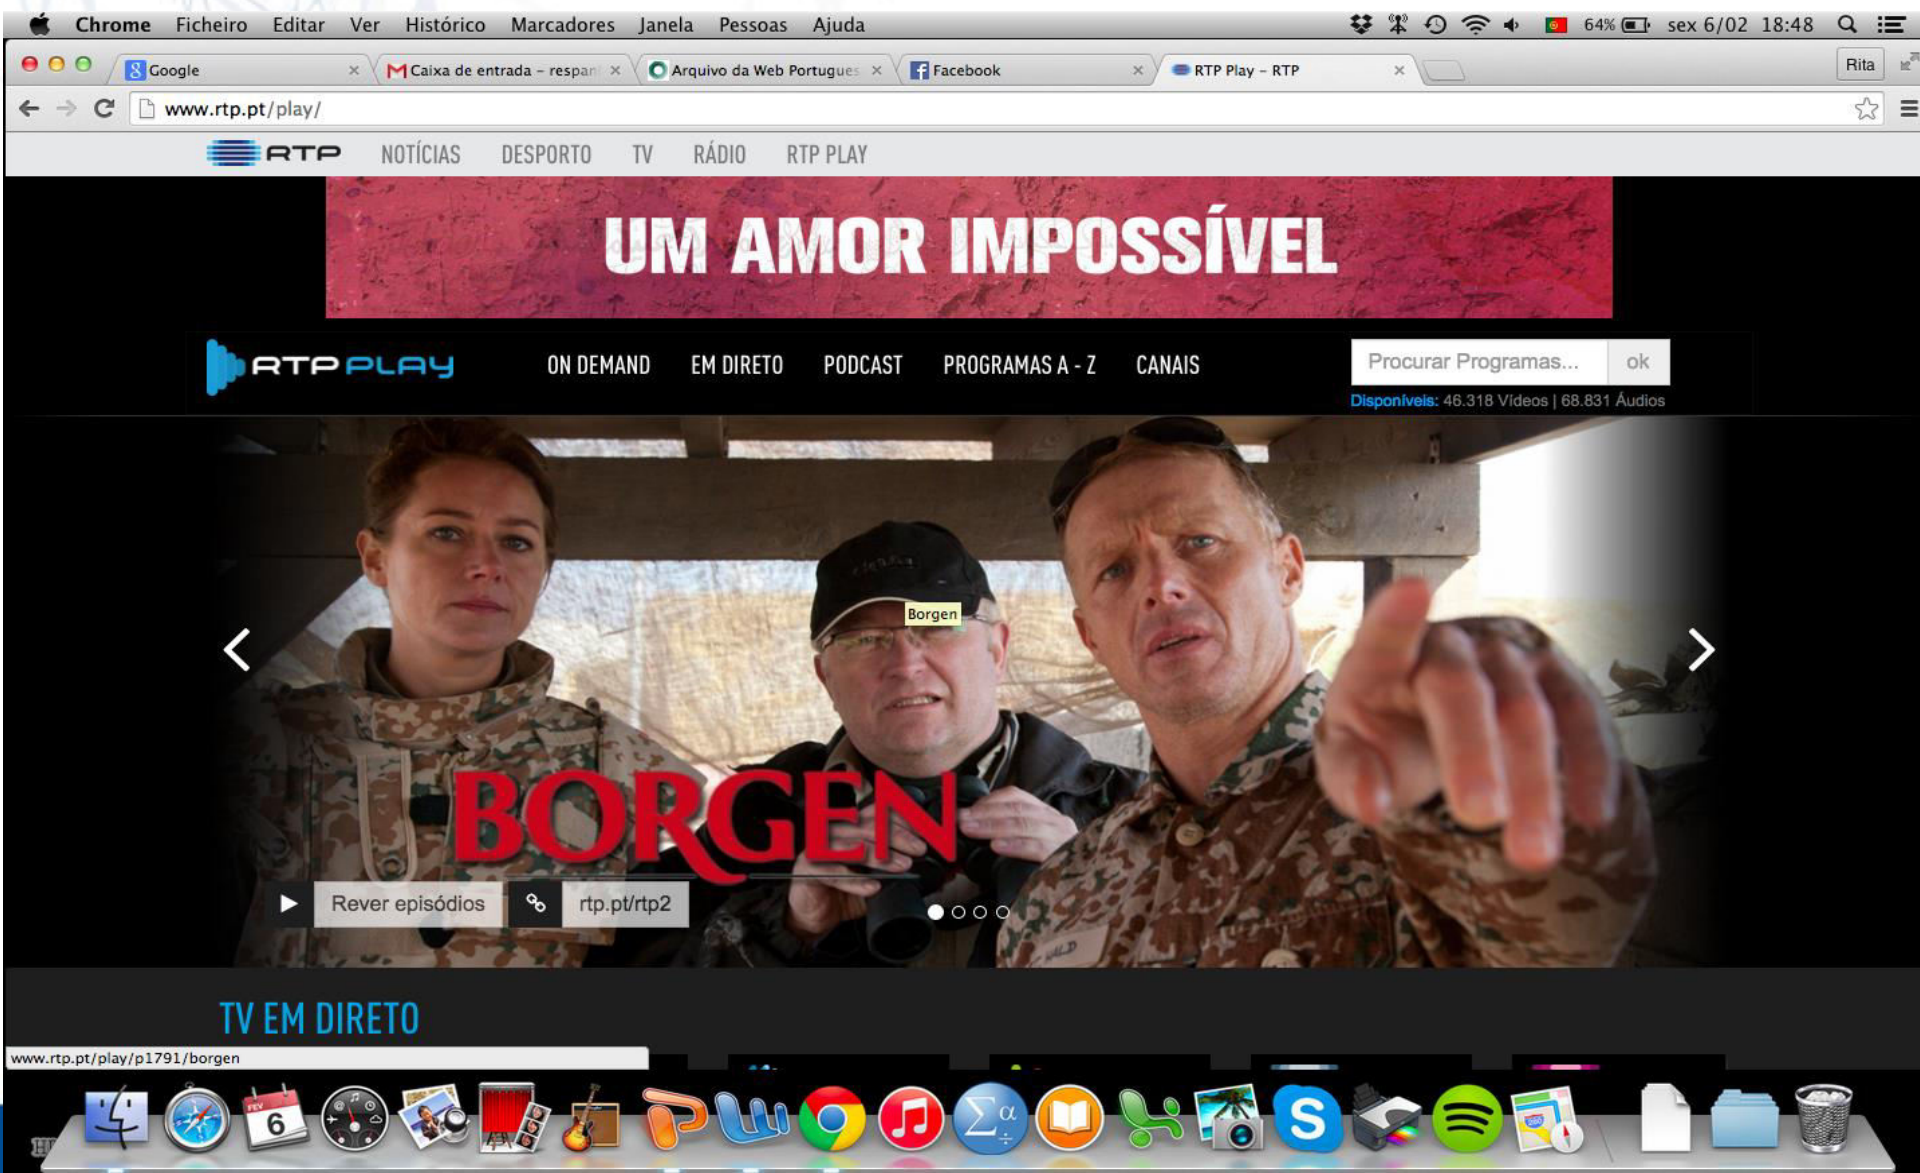 Chrome Ficheiro Editar Ver Histórico Marcadores Janela Pessoas Ajuda 64% sex 6/02 18:48
Google Caixa de entrada – respan Arquivo da Web Portugues Facebook RTP Play – RTP Rita
www.rtp.pt/play/
RTP NOTÍCIAS DESPORTO TV RÁDIO RTP PLAY
UM AMOR IMPOSSÍVEL
RTP PLAY ON DEMAND EM DIRETO PODCAST PROGRAMAS A - Z CANAIS Procurar Programas... ok
Disponíveis: 46.318 Vídeos | 68.831 Áudios
Borgen
BORGEN
Rever episódios rtp.pt/rtp2
TV EM DIRETO
www.rtp.pt/play/p1791/borgen
FEV
6